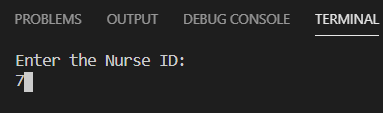 PROBLEMS OUTPUT DEBUG CONSOLE TERMINAL
Enter the Nurse ID:
7